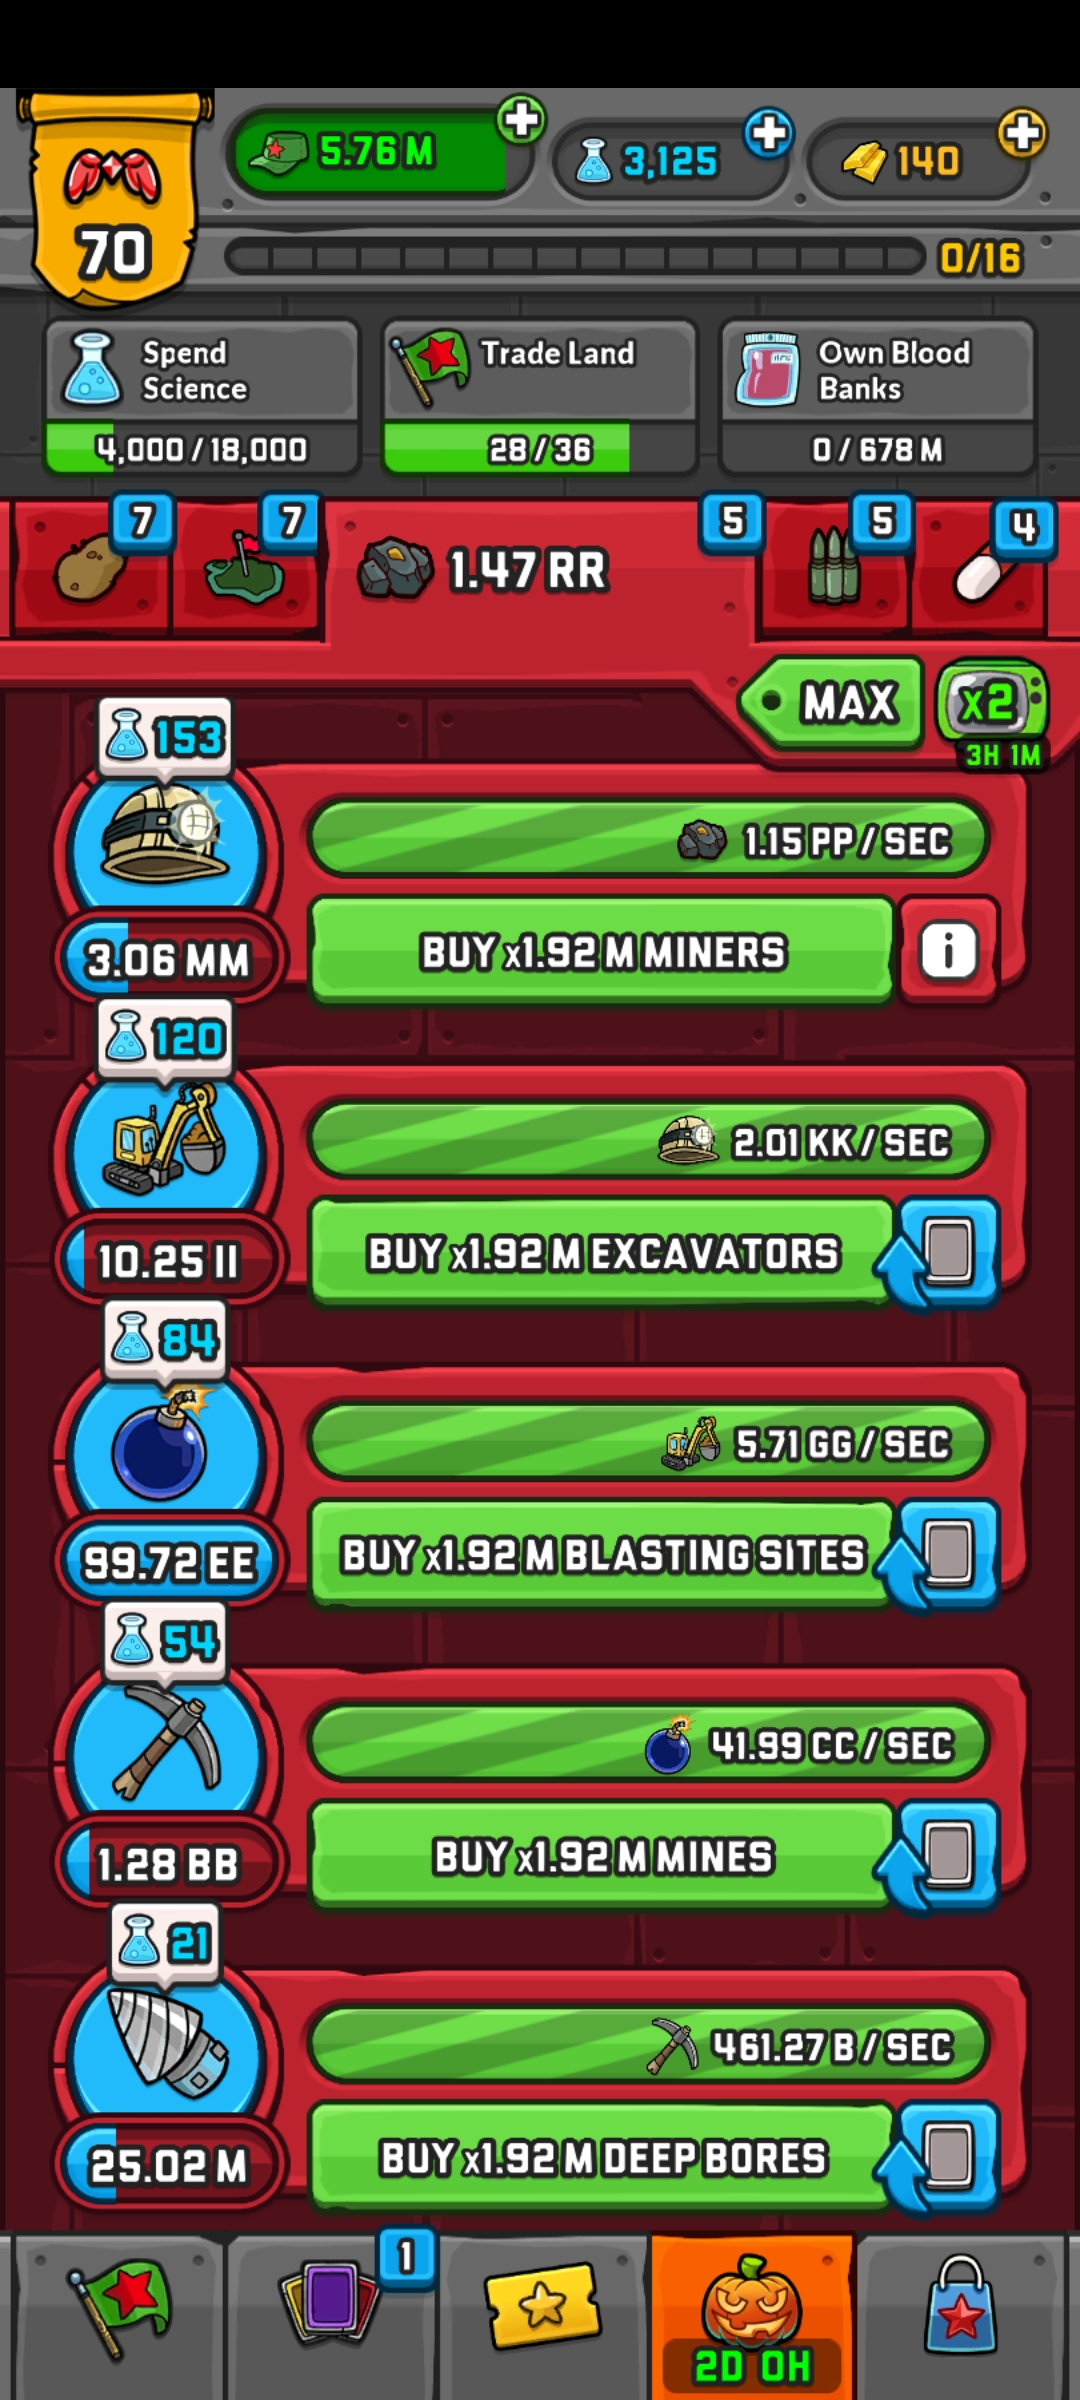 70
5.76 M
3,125
140
0/16
Spend
Science
4,000 / 18,000
Trade Land
28 / 36
Own Blood
Banks
0 / 678 M
7
7
1.47 RR
5
5
4
MAX
x2
3H 1M
153
1.15 PP / SEC
3.06 MM
BUY x1.92 M MINERS
i
120
2.01 KK / SEC
10.25 II
BUY x1.92 M EXCAVATORS
84
5.71 GG / SEC
99.72 EE
BUY x1.92 M BLASTING SITES
54
41.99 CC / SEC
1.28 BB
BUY x1.92 M MINES
21
461.27 B / SEC
25.02 M
BUY x1.92 M DEEP BORES
1
2D 0H